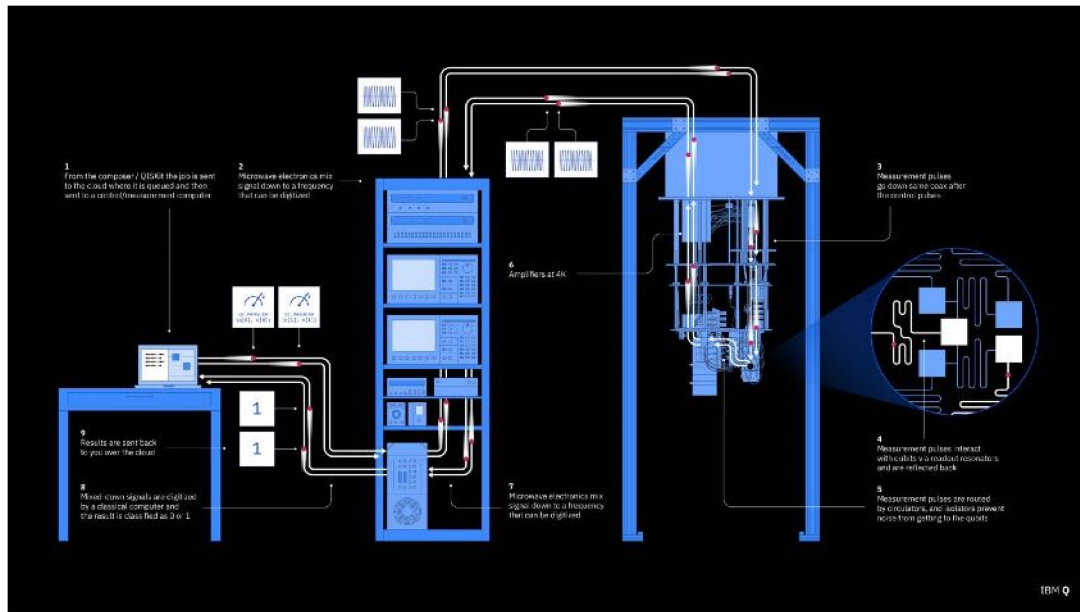 1
From the composer / QISKit the job is sent
to the cloud where it is queued and then
sent to a control/measurement computer
2
Microwave electronics mix
signal down to a frequency
that can be digitized
3
Measurement pulses
go down same coax after
the control pulses
6
Amplifiers at 4K
1
1
9
Results are sent back
to you over the cloud
8
Mixed-down signals are digitized
by a classical computer and
the result is classified as 0 or 1
7
Microwave electronics mix
signal down to a frequency
that can be digitized
4
Measurement pulses interact
with qubits via readout resonators
and are reflected back
5
Measurement pulses are routed
by circulators, and isolators prevent
noise from getting to the qubits
IBM Q